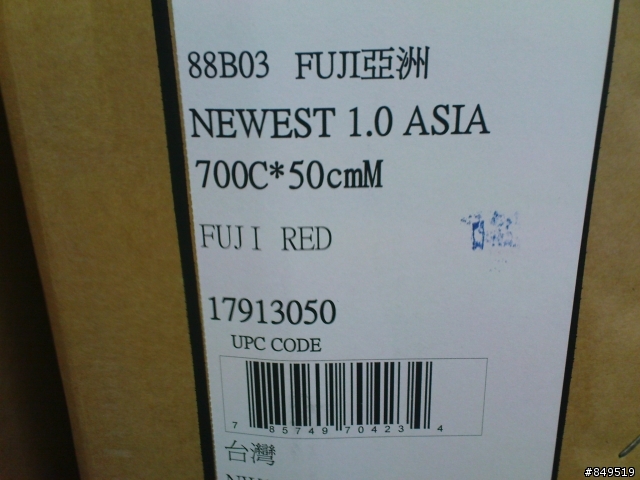 88B03 FUJI亞洲
NEWEST 1.0 ASIA
700C*50cmM
FUJI RED
17913050
UPC CODE
7 85749 70423 4
台灣
#849519